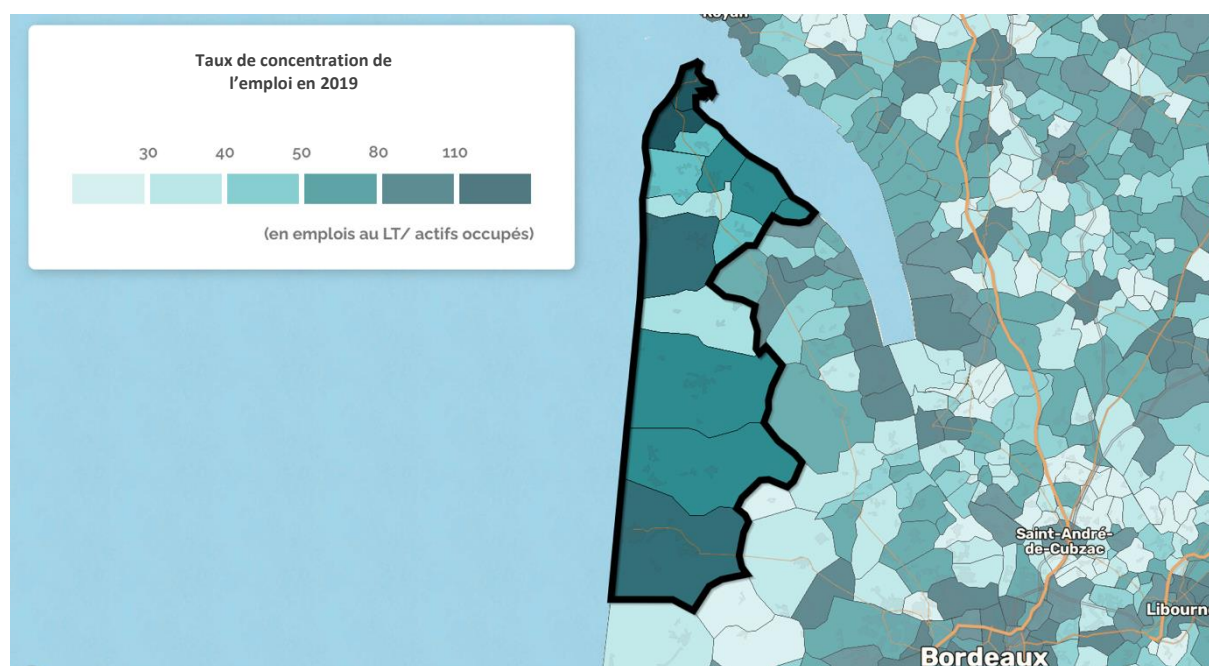 Taux de concentration de
l'emploi en 2019
30 40 50 80 110
(en emplois au LT/ actifs occupés)
Royan
Saint-André-
de-Cubzac
Libourn
Bordeaux